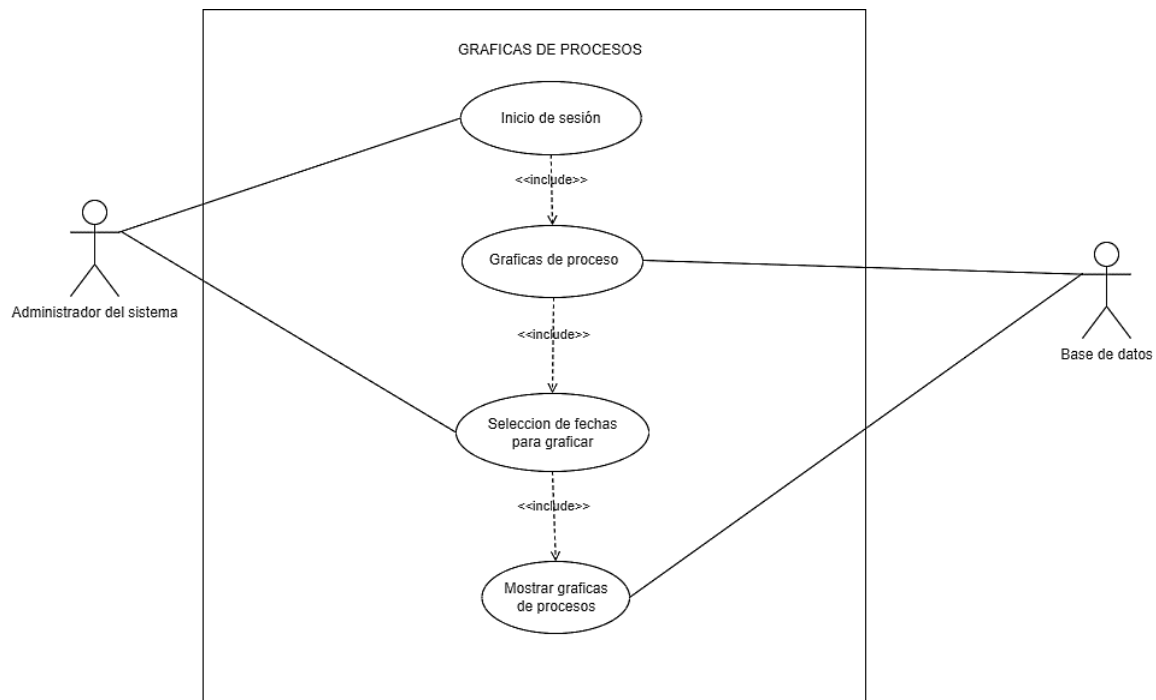 GRAFICAS DE PROCESOS
Inicio de sesión
<<include>>
Graficas de proceso
Administrador del sistema
<<include>>
Base de datos
Seleccion de fechas
para graficar
<<include>>
Mostrar graficas
de procesos